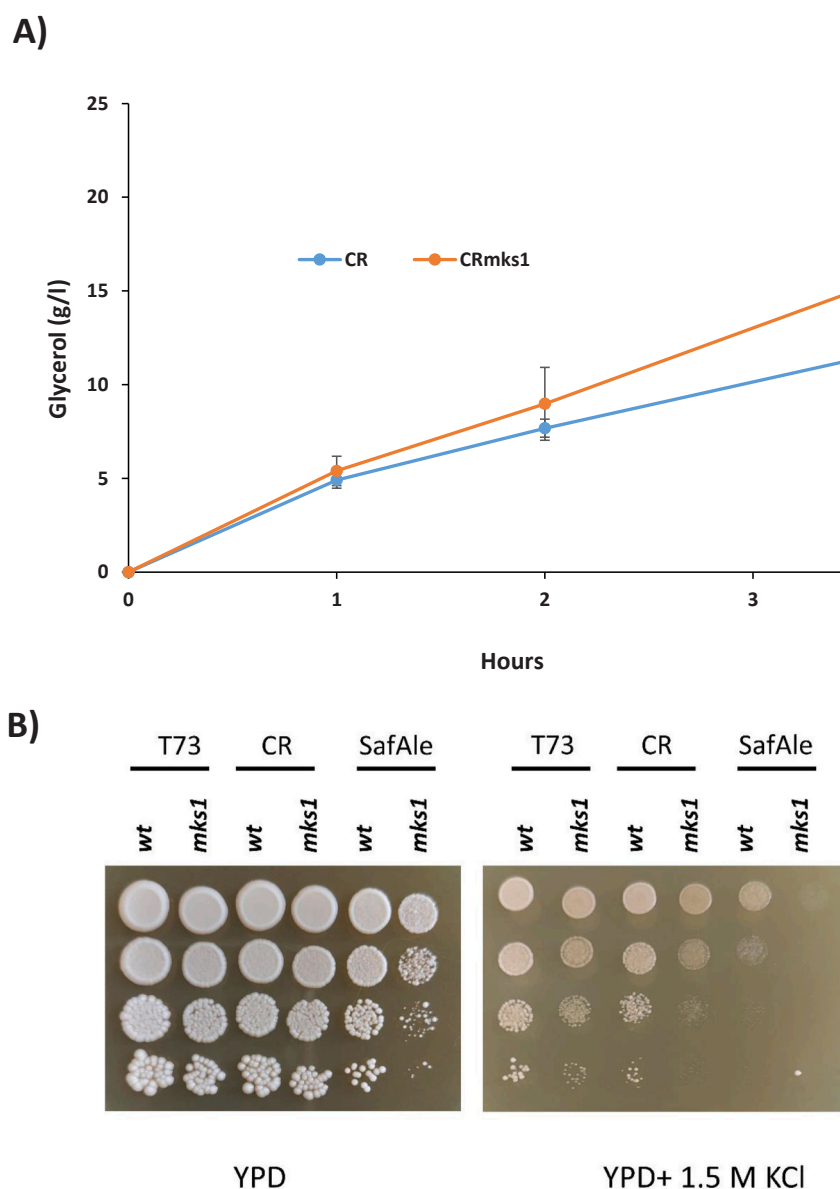 A)
25
20
15
10
5
0
Glycerol (g/l)
CR CRmks1
0 1 2 3
Hours
B)
T73 CR SafAle T73 CR SafAle
wt mks1 wt mks1 wt mks1 wt mks1 wt mks1 wt mks1
YPD YPD+ 1.5 M KCl